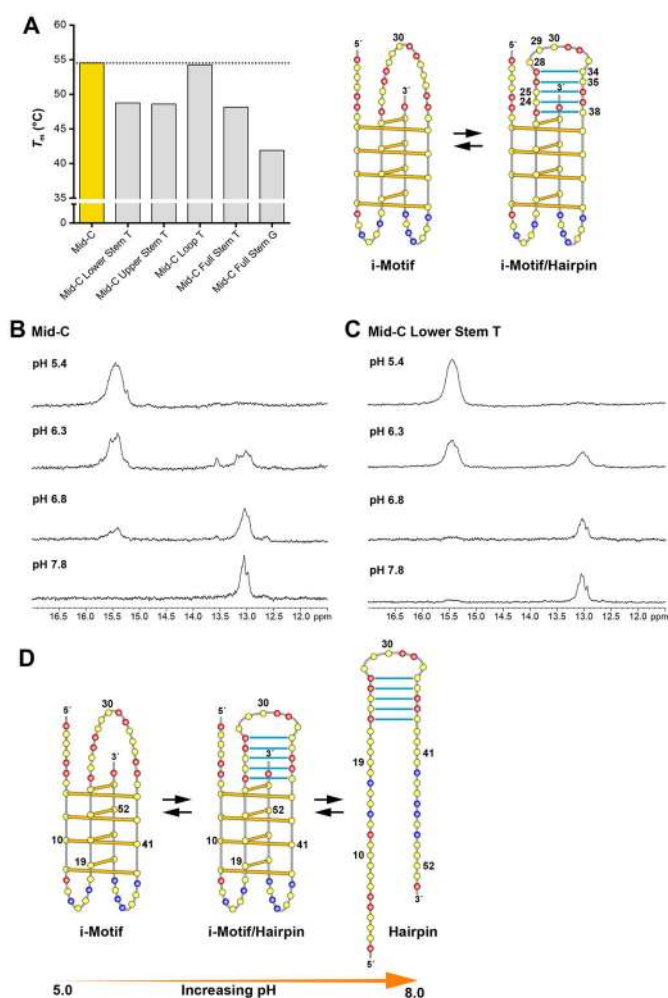 A
Tm (°C)
60
55
50
45
40
35
0
Mid-C
Mid-C Lower Stem T
Mid-C Upper Stem T
Mid-C Loop T
Mid-C Full Stem T
Mid-C Full Stem G
5´
30
3´
i-Motif
5´
29
30
28
34
35
25
24
3´
38
i-Motif/Hairpin
B Mid-C
pH 5.4
pH 6.3
pH 6.8
pH 7.8
16.5 16.0 15.5 15.0 14.5 14.0 13.5 13.0 12.5 12.0 ppm
C Mid-C Lower Stem T
pH 5.4
pH 6.3
pH 6.8
pH 7.8
16.5 16.0 15.5 15.0 14.5 14.0 13.5 13.0 12.5 12.0 ppm
D
5´
30
3´
52
10
41
19
i-Motif
5´
30
3´
52
10
41
19
i-Motif/Hairpin
30
19
41
10
52
3´
5´
Hairpin
5.0
Increasing pH
8.0